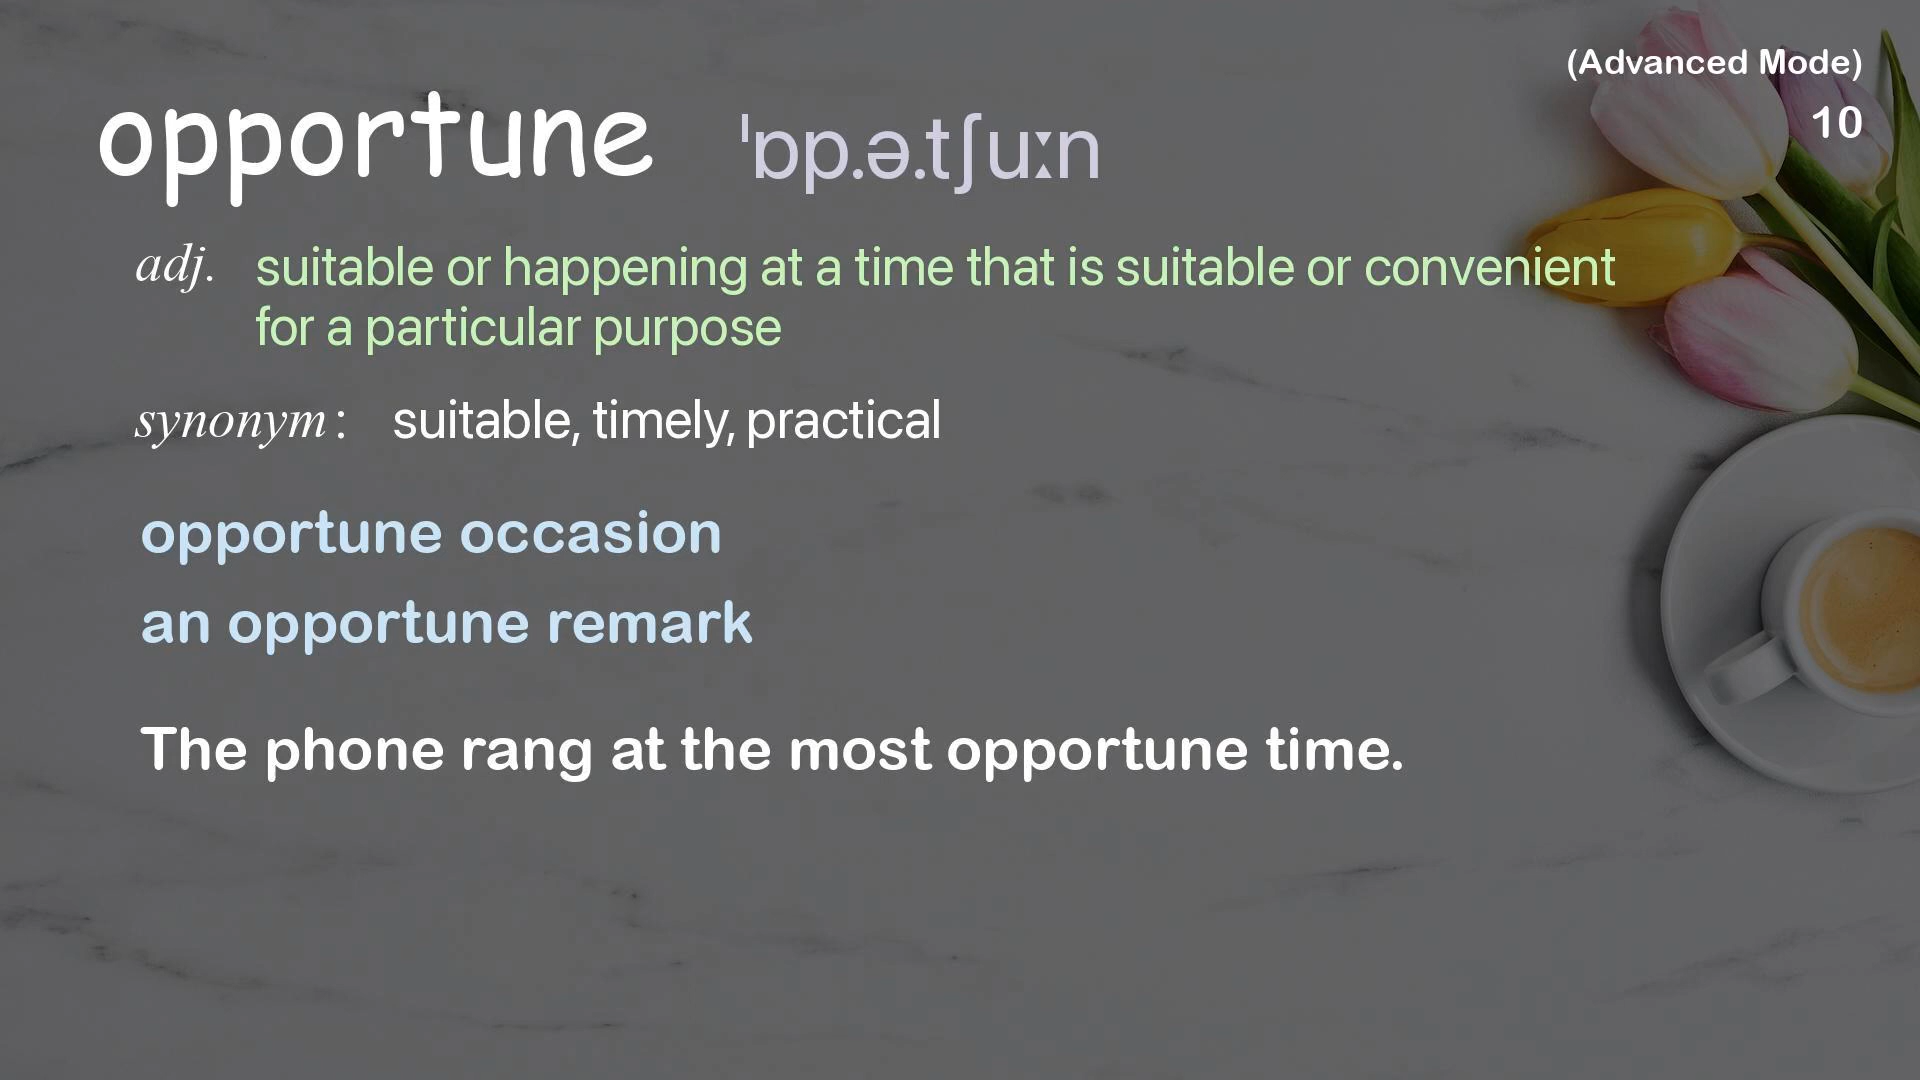 (Advanced Mode)
10
opportune ˈɒp.ə.tʃuːn
adj. suitable or happening at a time that is suitable or convenient
for a particular purpose
synonym: suitable, timely, practical
opportune occasion
an opportune remark
The phone rang at the most opportune time.